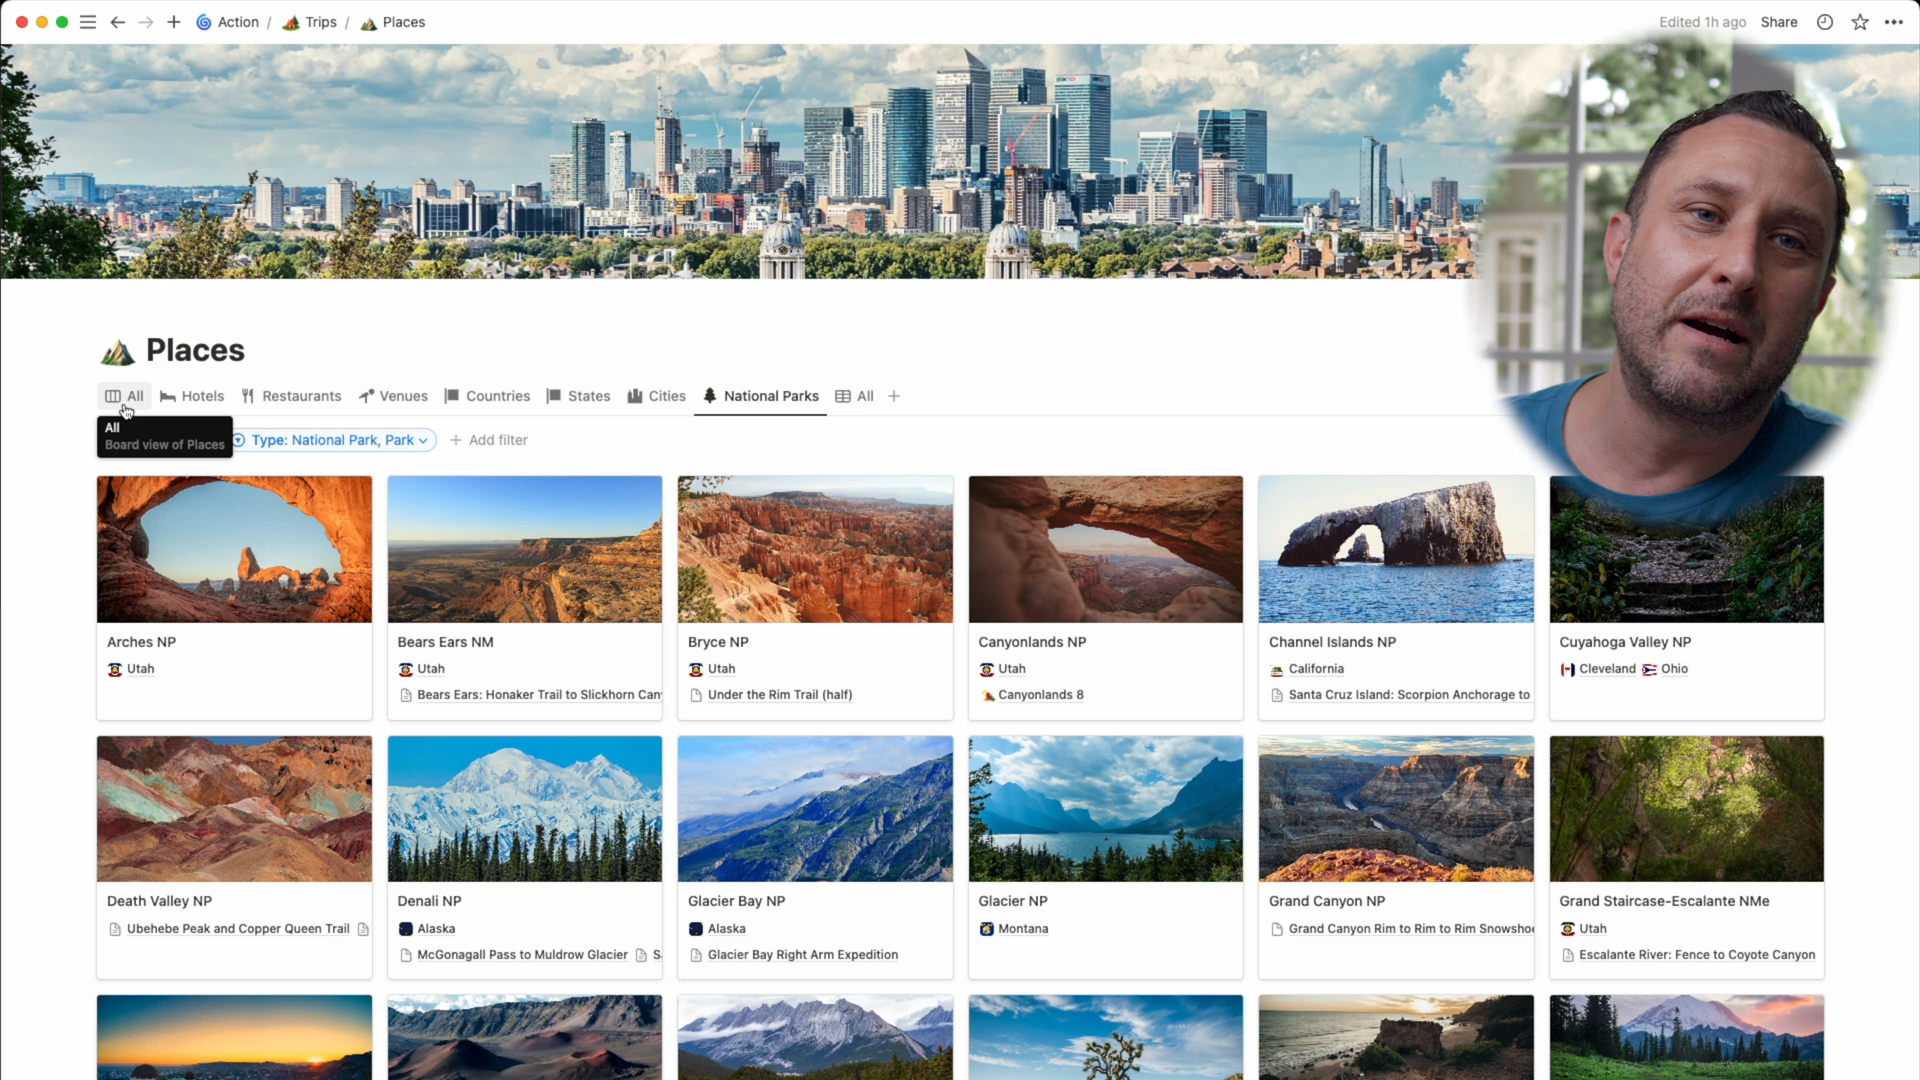 Action / Trips / Places
Edited 1h ago Share
Places
All Hotels Restaurants Venues Countries States Cities National Parks All
All
Board view of Places
Type: National Park, Park
Add filter
Arches NP
Utah
Bears Ears NM
Utah
Bears Ears: Honaker Trail to Slickhorn Can
Bryce NP
Utah
Under the Rim Trail (half)
Canyonlands NP
Utah
Canyonlands 8
Channel Islands NP
California
Santa Cruz Island: Scorpion Anchorage to
Cuyahoga Valley NP
Cleveland Ohio
Death Valley NP
Ubehebe Peak and Copper Queen Trail
Denali NP
Alaska
McGonagall Pass to Muldrow Glacier
Glacier Bay NP
Alaska
Glacier Bay Right Arm Expedition
Glacier NP
Montana
Grand Canyon NP
Grand Canyon Rim to Rim to Rim Snowsho
Grand Staircase-Escalante NMe
Utah
Escalante River: Fence to Coyote Canyon